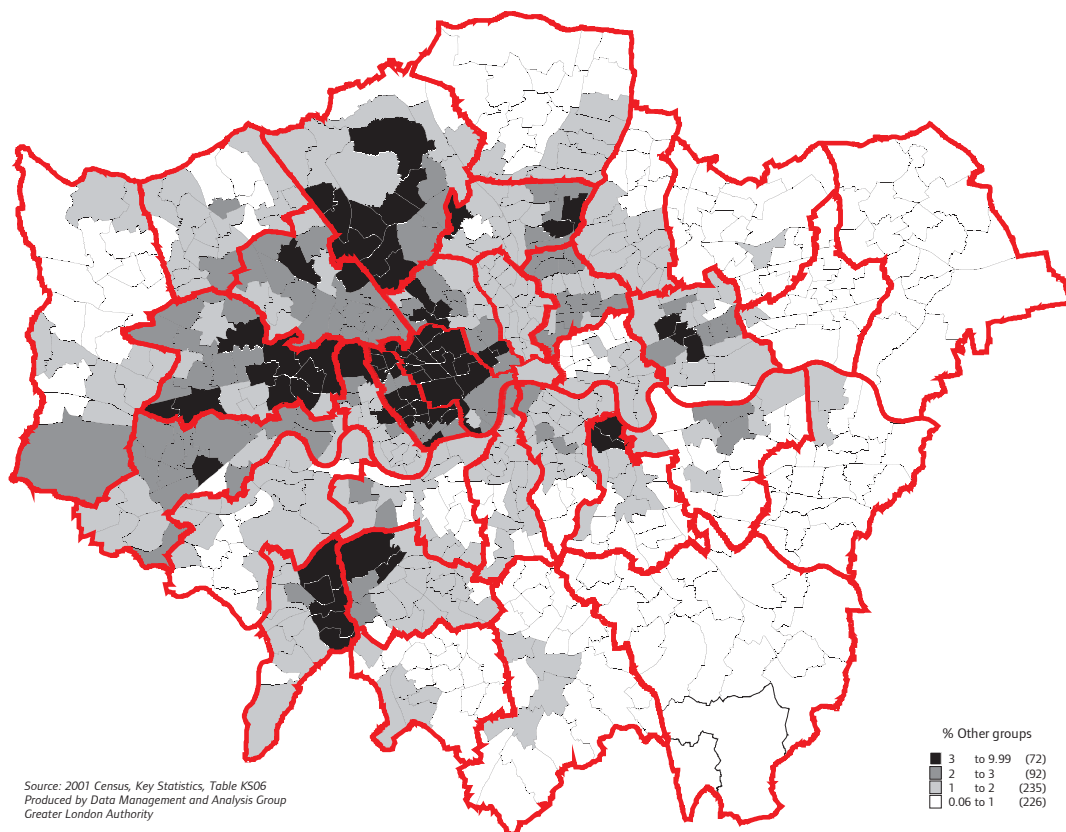 % Other groups
3 to 9.99 (72)
2 to 3 (92)
1 to 2 (235)
0.06 to 1 (226)
Source: 2001 Census, Key Statistics, Table KS06
Produced by Data Management and Analysis Group
Greater London Authority